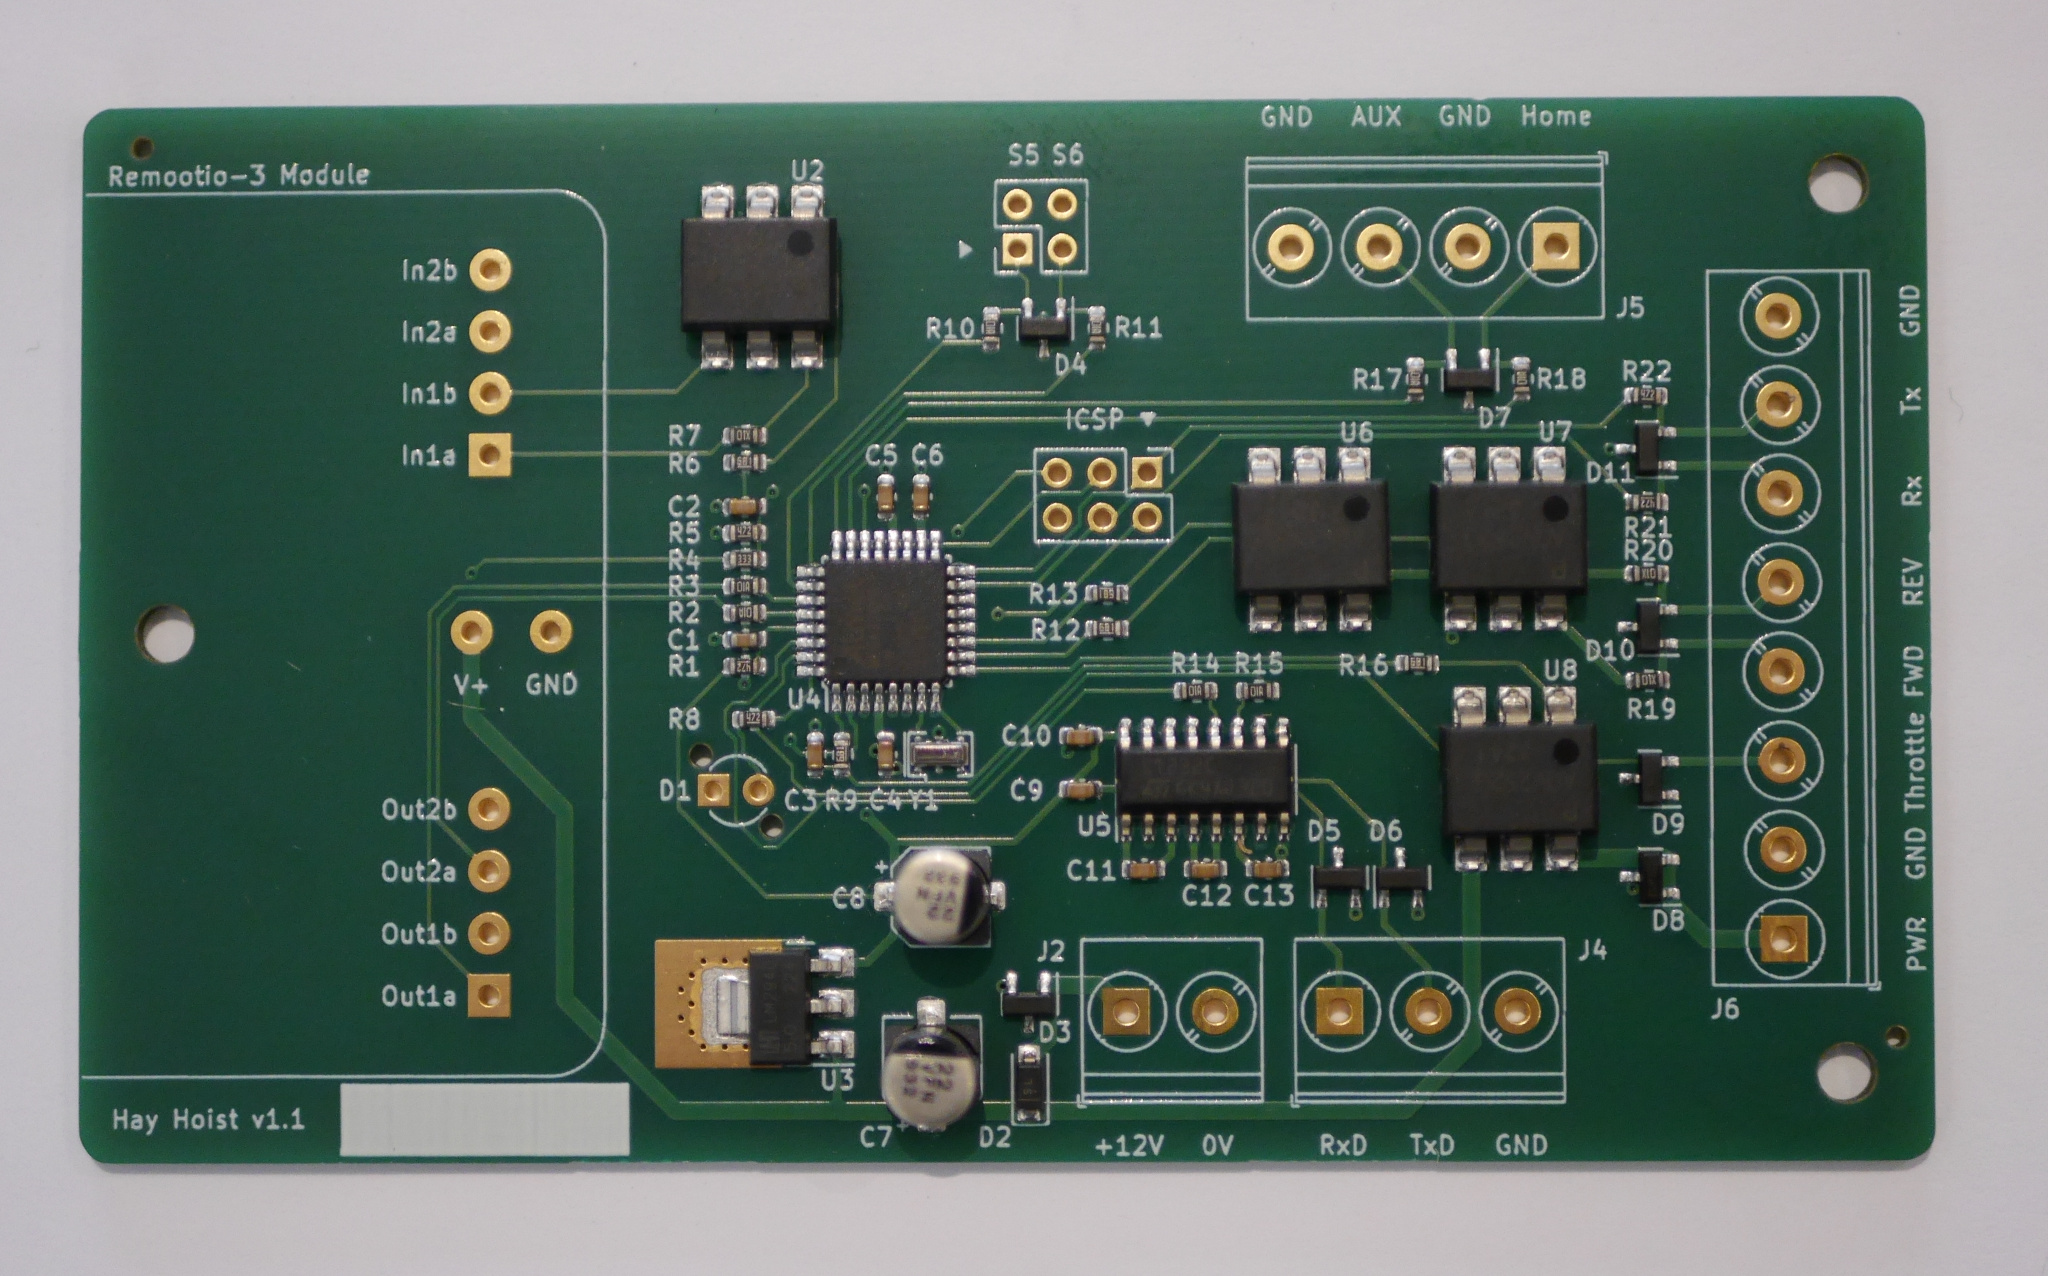 GND AUX GND Home
Remootio-3 Module
U2
S5 S6
In2b
In2a
In1b
In1a
R10
R11
D4
J5
R17
R18
D7
R22
ICSP
U6
U7
D11
R7
R6
C5 C6
C2
R5
R4
R3
R2
C1
R1
R21
R20
R13
R12
D10
R19
V+ GND
U4
R8
R14 R15
R16
U8
C10
C9
D1
C3 R9 C4 Y1
U5
D5 D6
D9
D8
Out2b
Out2a
Out1b
Out1a
C11
C12 C13
+
C8
J2
J4
J6
D3
U3
C7
+
D2
Hay Hoist v1.1
+12V 0V
RxD TxD GND
PWR GND Throttle FWD REV Rx Tx GND